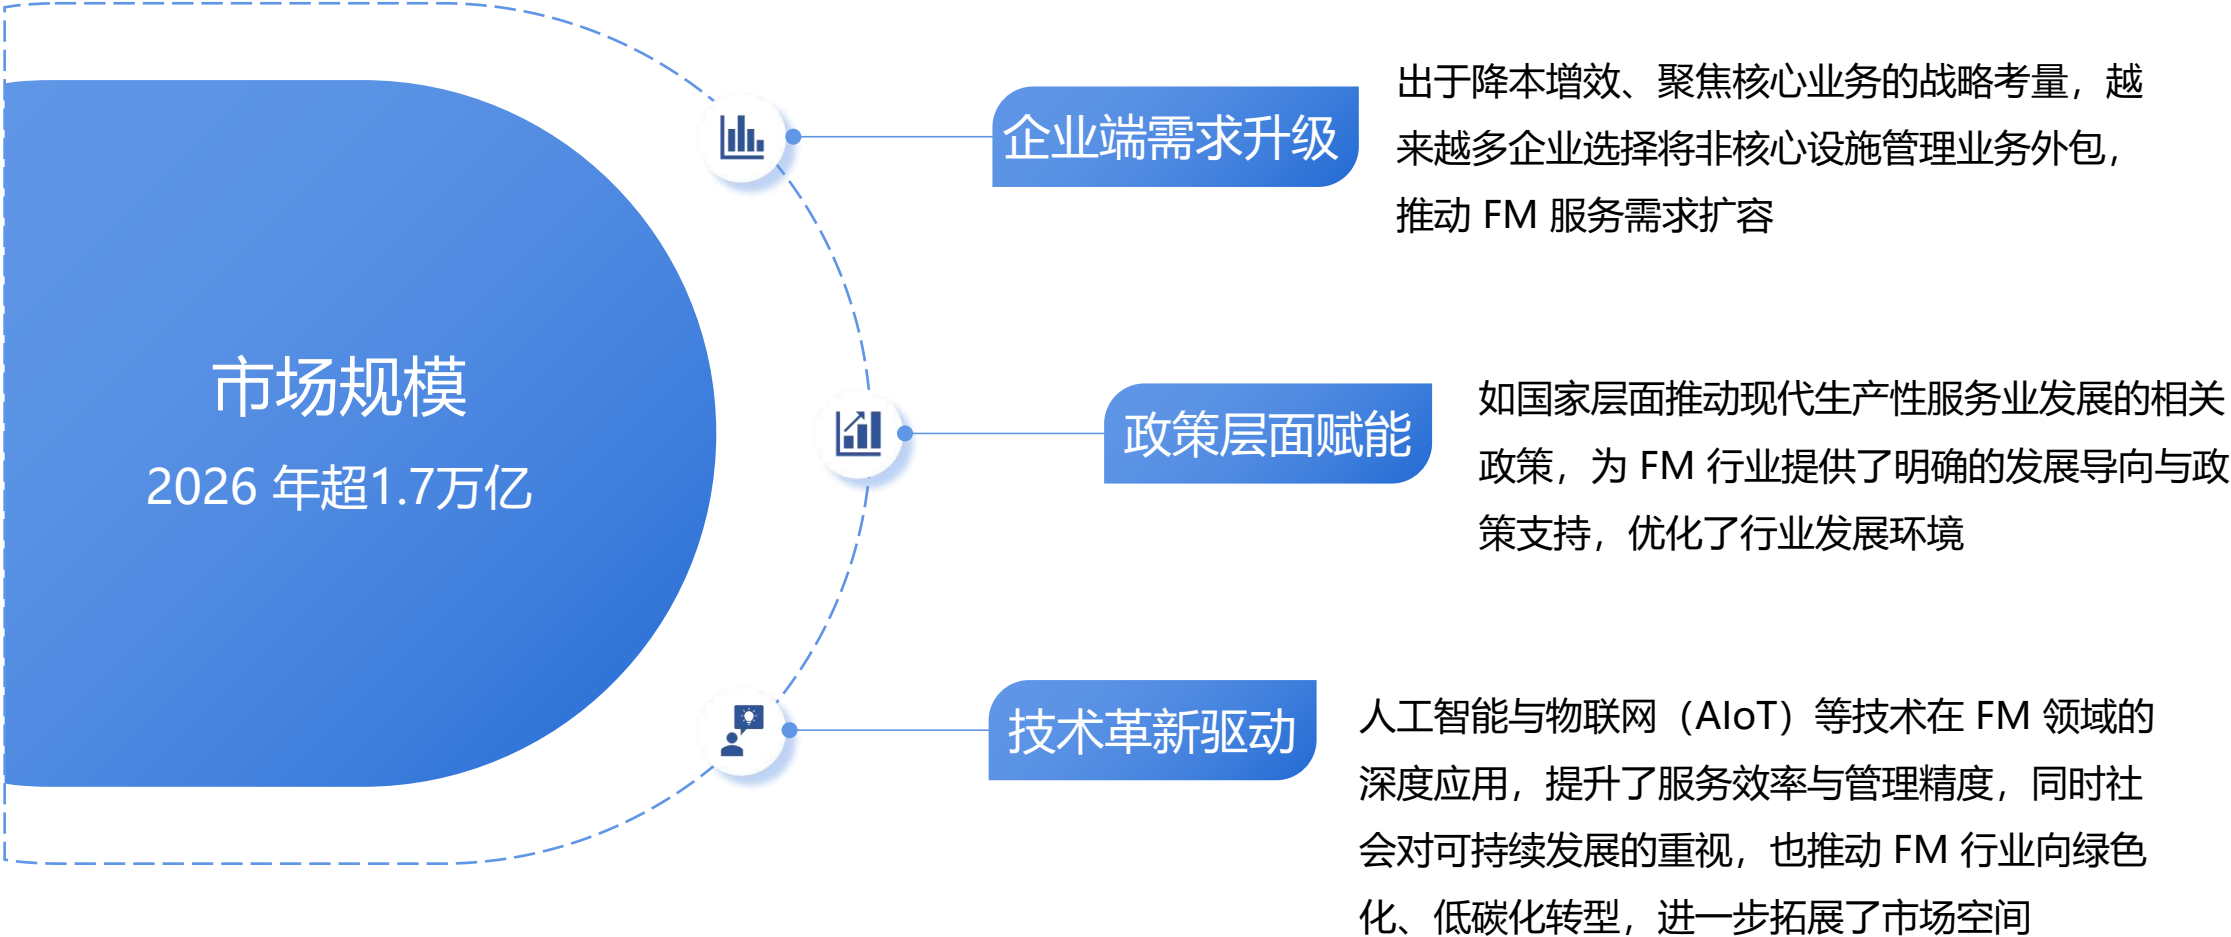 市场规模
2026 年超1.7万亿
企业端需求升级
出于降本增效、聚焦核心业务的战略考量，越
来越多企业选择将非核心设施管理业务外包，
推动 FM 服务需求扩容
政策层面赋能
如国家层面推动现代生产性服务业发展的相关
政策，为 FM 行业提供了明确的发展导向与政
策支持，优化了行业发展环境
技术革新驱动
人工智能与物联网（AIoT）等技术在 FM 领域的
深度应用，提升了服务效率与管理精度，同时社
会对可持续发展的重视，也推动 FM 行业向绿色
化、低碳化转型，进一步拓展了市场空间